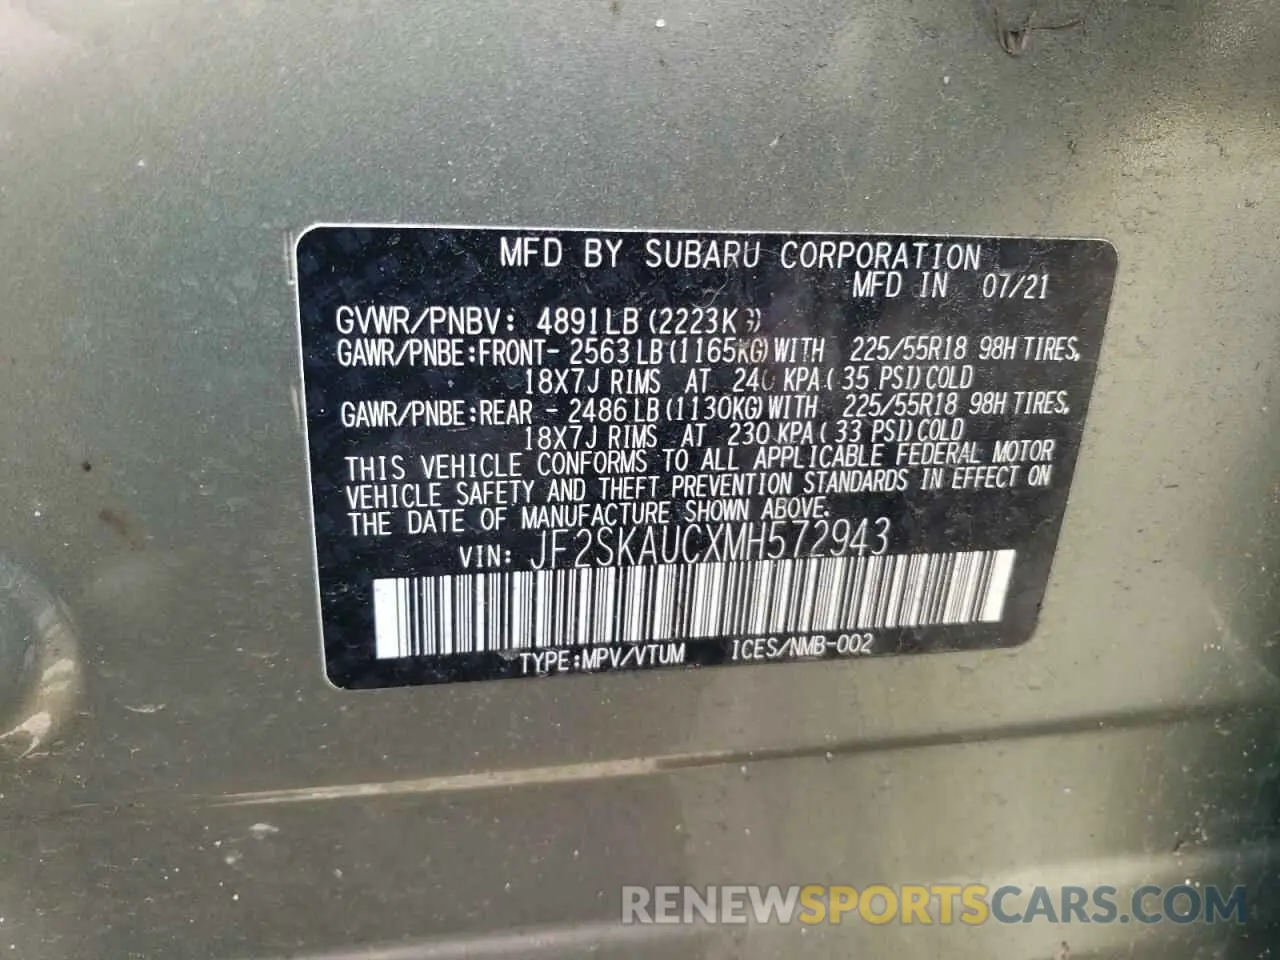 MFD BY SUBARU CORPORATION
MFD IN 07/21
GVWR/PNBV: 4891LB(2223KG)
GAWR/PNBE:FRONT- 2563LB(1165KG)WITH 225/55R18 98H TIRES,
18X7J RIMS AT 240 KPA(35 PSI)COLD
GAWR/PNBE:REAR - 2486LB(1130KG)WITH 225/55R18 98H TIRES,
18X7J RIMS AT 230 KPA(33 PSI)COLD
THIS VEHICLE CONFORMS TO ALL APPLICABLE FEDERAL MOTOR
VEHICLE SAFETY AND THEFT PREVENTION STANDARDS IN EFFECT ON
THE DATE OF MANUFACTURE SHOWN ABOVE.
VIN: JF2SKAUCXMH572943
TYPE:MPV/VTUM ICES/NMB-002
RENEWSPORTSCARS.COM